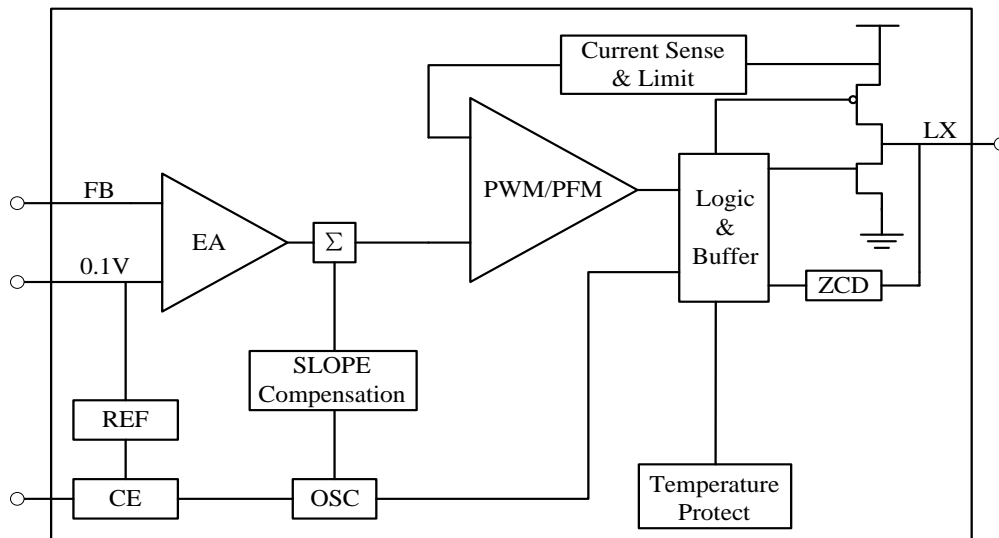 Current Sense
& Limit
LX
PWM/PFM
FB
EA
Σ
Logic
&
Buffer
0.1V
ZCD
SLOPE
Compensation
REF
CE
OSC
Temperature
Protect